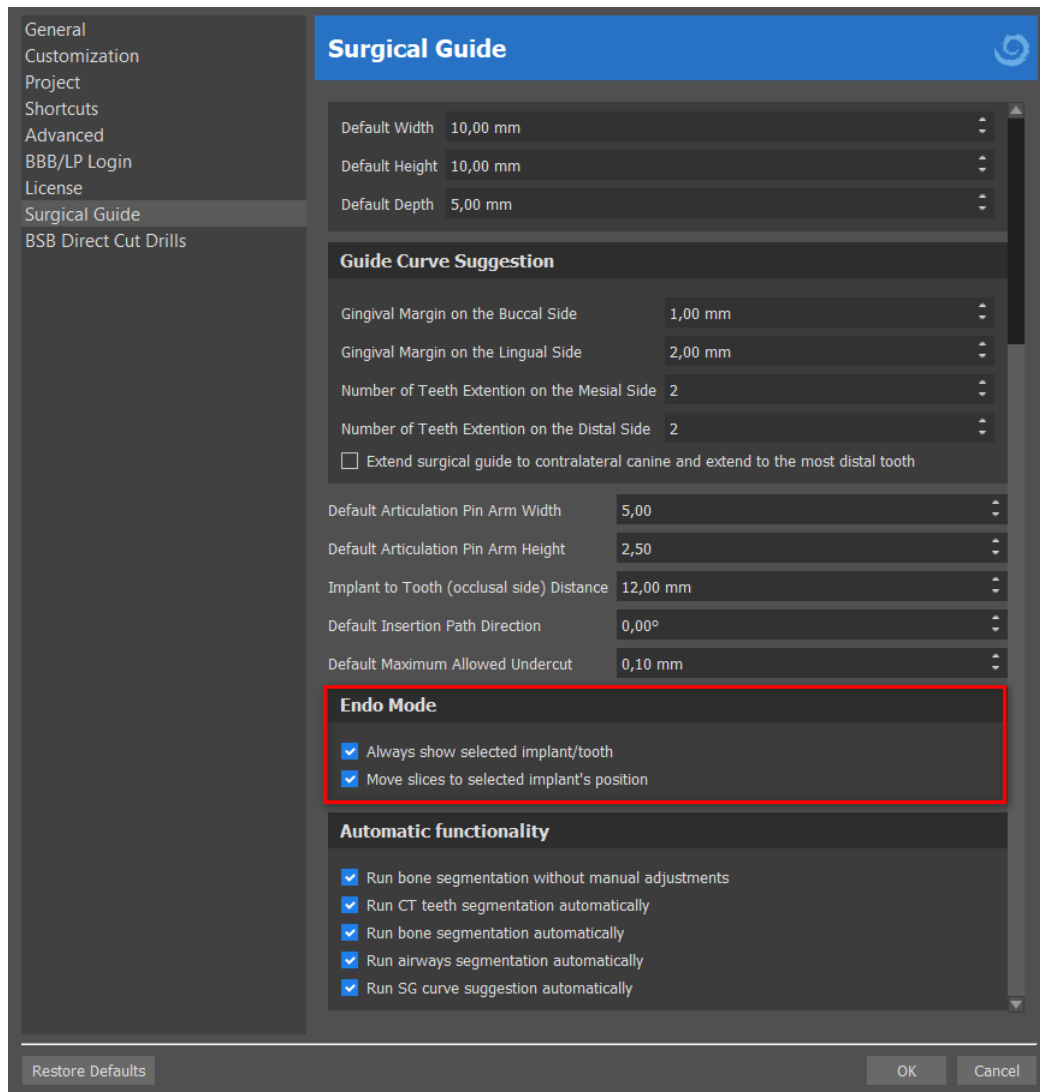 General
Customization
Project
Shortcuts
Advanced
BBB/LP Login
License
Surgical Guide
BSB Direct Cut Drills
Surgical Guide
Default Width 10,00 mm
Default Height 10,00 mm
Default Depth 5,00 mm
Guide Curve Suggestion
Gingival Margin on the Buccal Side 1,00 mm
Gingival Margin on the Lingual Side 2,00 mm
Number of Teeth Extention on the Mesial Side 2
Number of Teeth Extention on the Distal Side 2
Extend surgical guide to contralateral canine and extend to the most distal tooth
Default Articulation Pin Arm Width 5,00
Default Articulation Pin Arm Height 2,50
Implant to Tooth (occlusal side) Distance 12,00 mm
Default Insertion Path Direction 0,00º
Default Maximum Allowed Undercut 0,10 mm
Endo Mode
Always show selected implant/tooth
Move slices to selected implant's position
Automatic functionality
Run bone segmentation without manual adjustments
Run CT teeth segmentation automatically
Run bone segmentation automatically
Run airways segmentation automatically
Run SG curve suggestion automatically
Restore Defaults
OK
Cancel